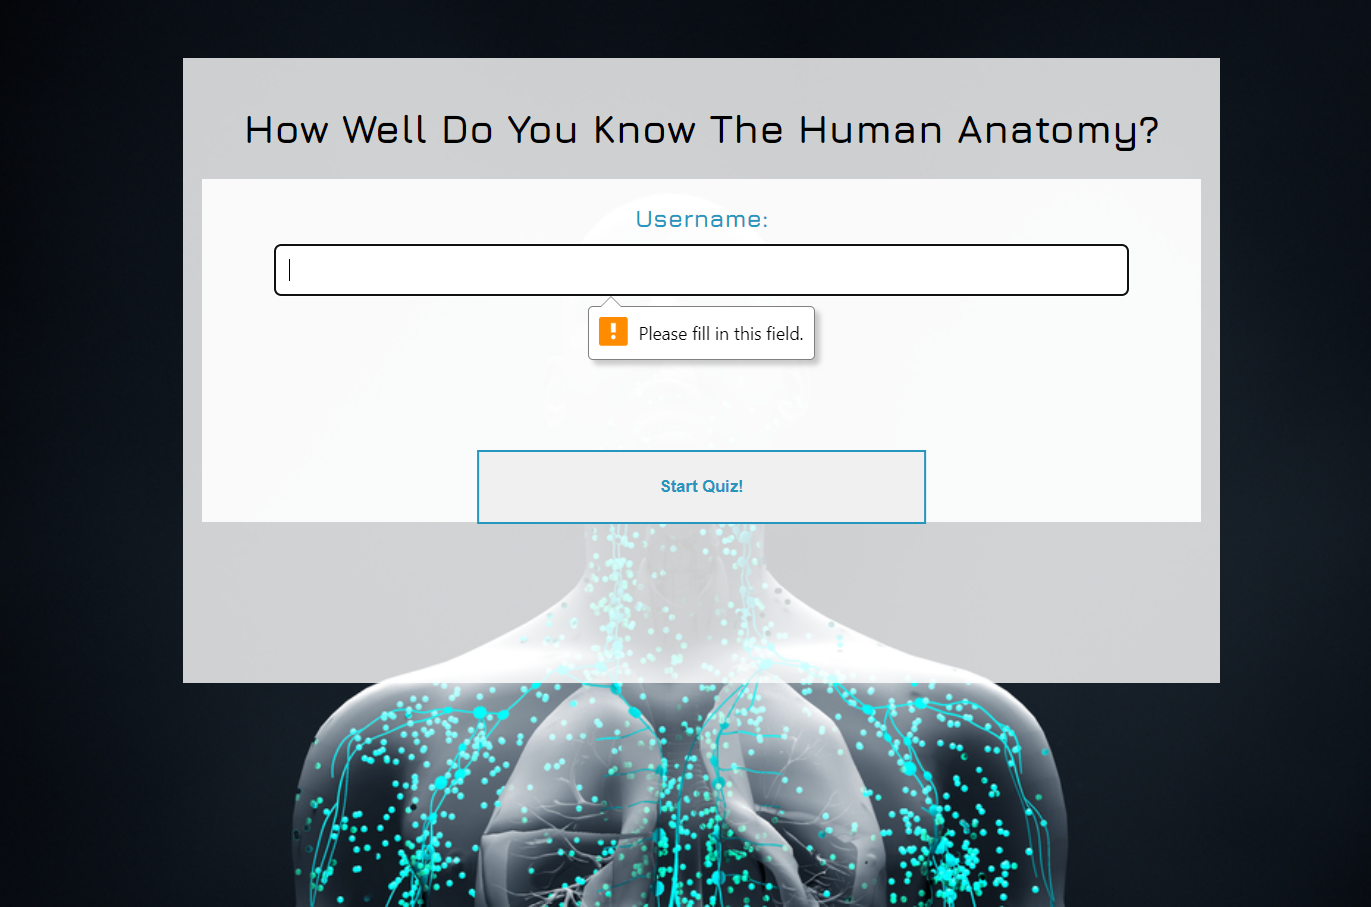 How Well Do You Know The Human Anatomy?
Username:
Please fill in this field.
Start Quiz!